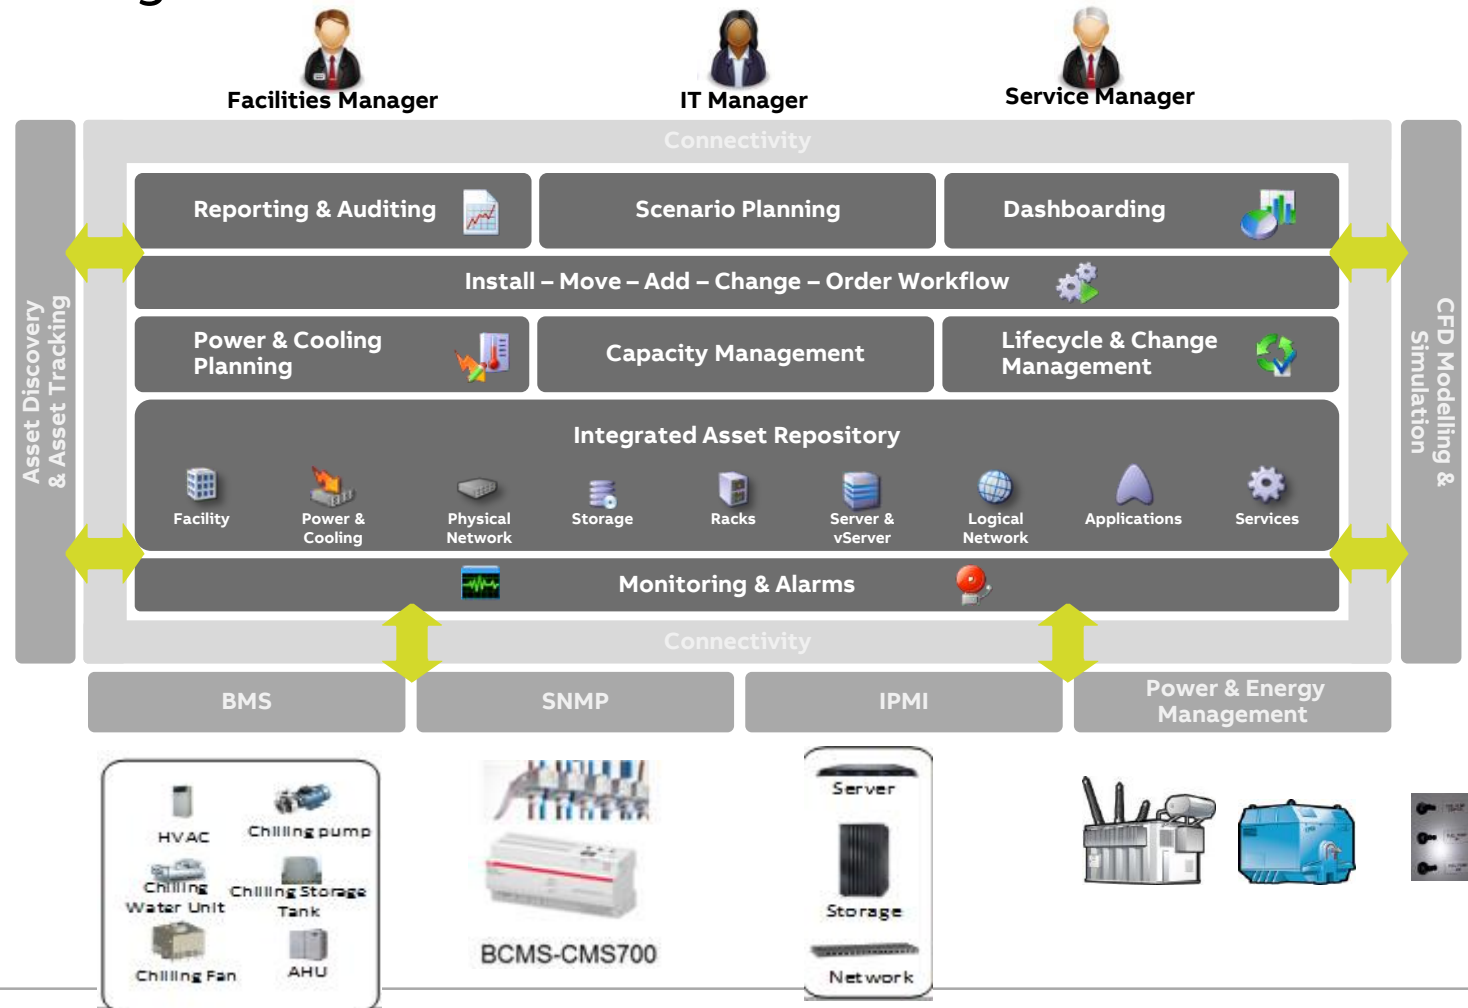 Facilities Manager
IT Manager
Service Manager
Connectivity
Asset Discovery
& Asset Tracking
CFD Modelling &
Simulation
Reporting & Auditing
Scenario Planning
Dashboarding
Install – Move – Add – Change – Order Workflow
Power & Cooling
Planning
Capacity Management
Lifecycle & Change
Management
Integrated Asset Repository
Facility
Power &
Cooling
Physical
Network
Storage
Racks
Server &
vServer
Logical
Network
Applications
Services
Monitoring & Alarms
Connectivity
BMS
SNMP
IPMI
Power & Energy
Management
HVAC
Chilling pump
Chilling
Water Unit
Chilling Storage
Tank
Chilling Fan
AHU
BCMS-CMS700
Server
Storage
Network